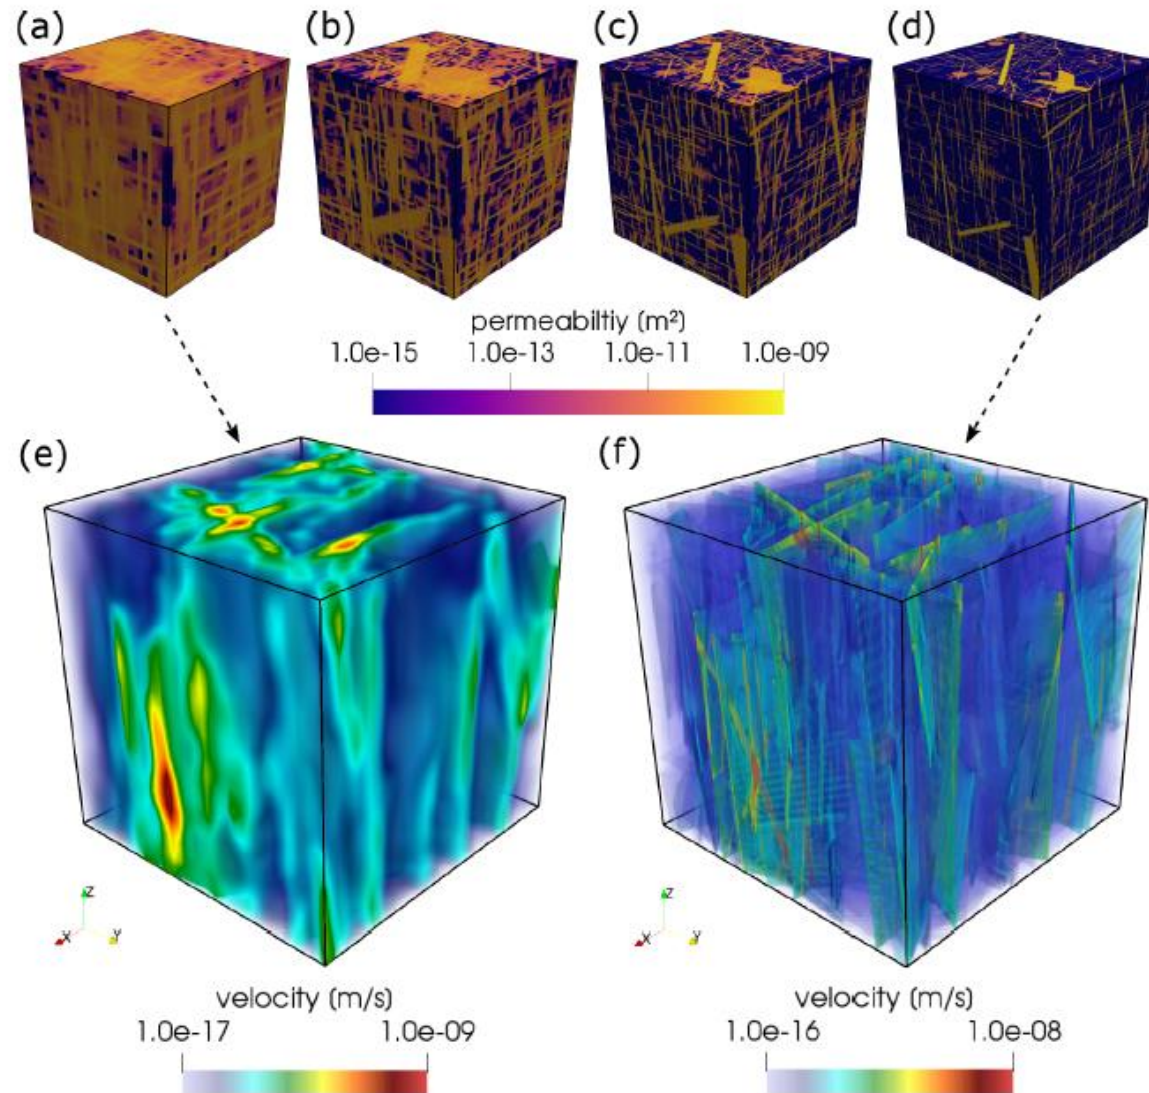 (a) (b) (c) (d)
permeabiltiy (m²)
1.0e-15 1.0e-13 1.0e-11 1.0e-09
(e) (f)
Z Z
X Y X Y
velocity (m/s) velocity (m/s)
1.0e-17 1.0e-09 1.0e-16 1.0e-08